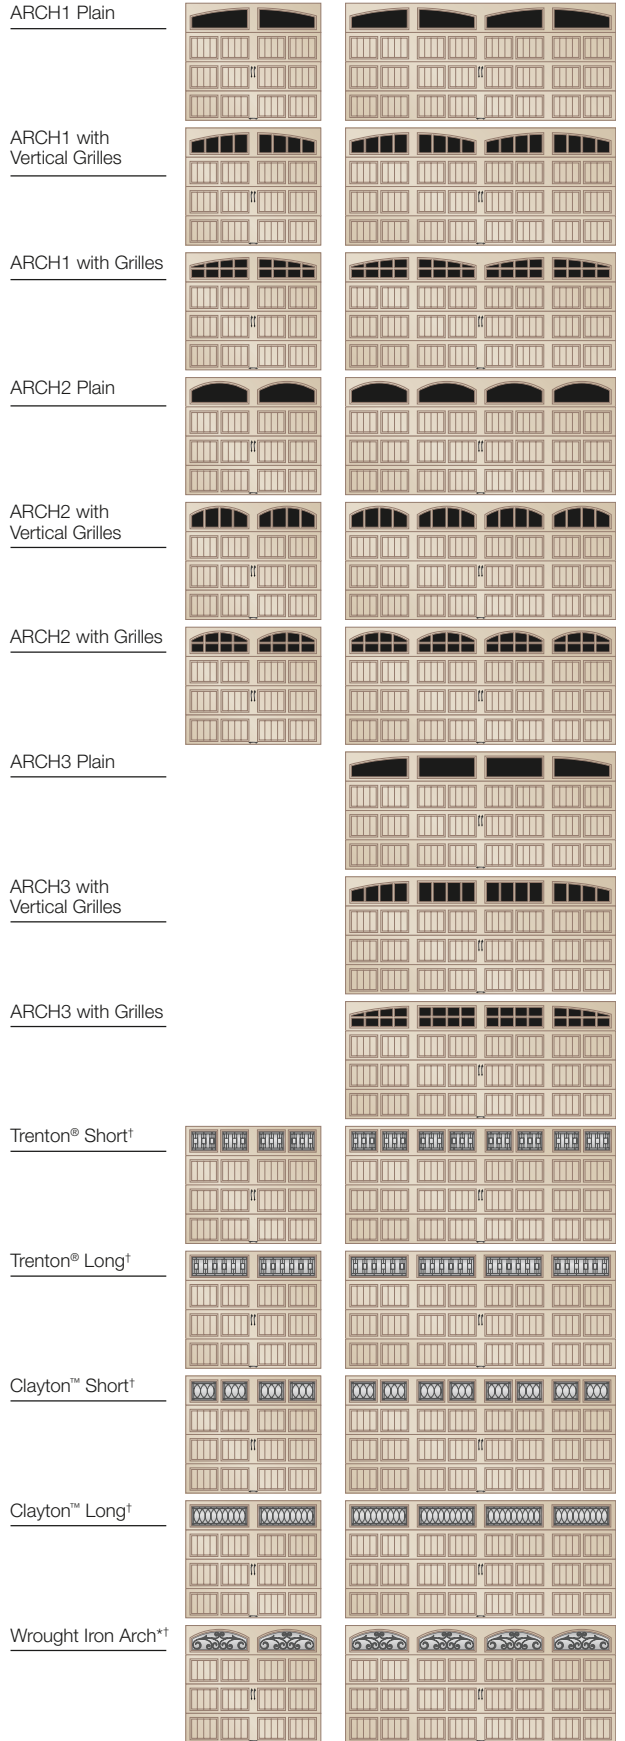 ARCH1 Plain
ARCH1 with
Vertical Grilles
ARCH1 with Grilles
ARCH2 Plain
ARCH2 with
Vertical Grilles
ARCH2 with Grilles
ARCH3 Plain
ARCH3 with
Vertical Grilles
ARCH3 with Grilles
Trenton® Short†
Trenton® Long†
Clayton™ Short†
Clayton™ Long†
Wrought Iron Arch*†